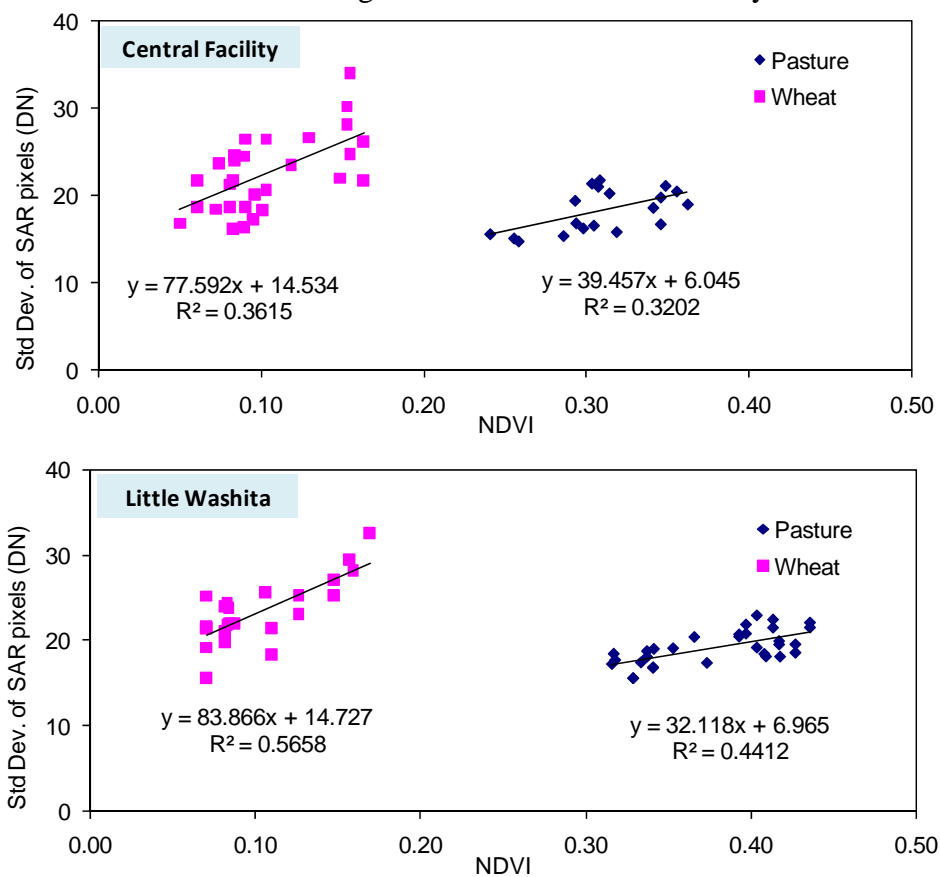 40
Central Facility
Pasture
Wheat
30
20
10
0
Std Dev. of SAR pixels (DN)
y = 77.592x + 14.534
R² = 0.3615
y = 39.457x + 6.045
R² = 0.3202
0.00 0.10 0.20 0.30 0.40 0.50
NDVI
40
Little Washita
Pasture
Wheat
30
20
10
0
Std Dev. of SAR pixels (DN)
y = 83.866x + 14.727
R² = 0.5658
y = 32.118x + 6.965
R² = 0.4412
0.00 0.10 0.20 0.30 0.40 0.50
NDVI